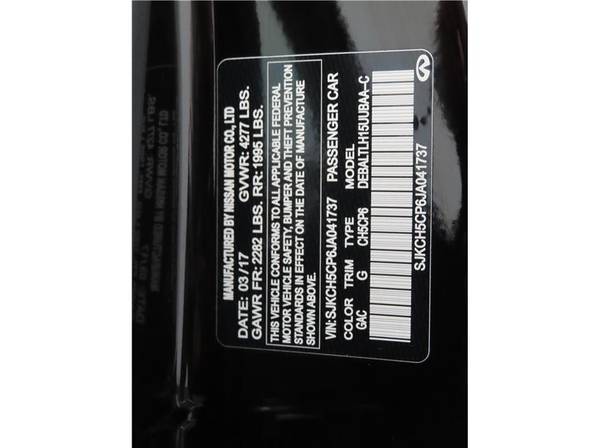 MANUFACTURED BY NISSAN MOTOR CO., LTD
DATE: 03/17 GVWR: 4277 LBS.
GAWR FR: 2282 LBS. RR: 1995 LBS.
THIS VEHICLE CONFORMS TO ALL APPLICABLE FEDERAL
MOTOR VEHICLE SAFETY, BUMPER AND THEFT PREVENTION
STANDARDS IN EFFECT ON THE DATE OF MANUFACTURE
SHOWN ABOVE.
VIN:SJKCH5CP6JA041737 PASSENGER CAR
COLOR TRIM TYPE MODEL
GAC G CH5CP6 DEBALTLH15UUBAA-C
SJKCH5CP6JA041737